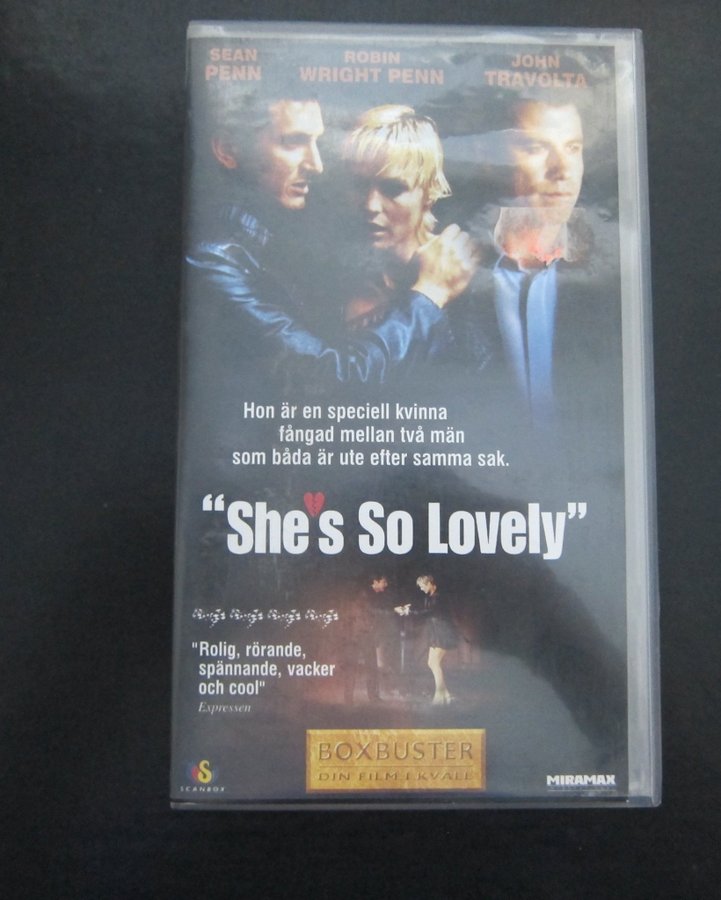 SEAN
PENN
ROBIN
WRIGHT PENN
JOHN
TRAVOLTA
Hon är en speciell kvinna
fångad mellan två män
som båda är ute efter samma sak.
"She's So Lovely"
"Rolig, rörande,
spännande, vacker
och cool"
Expressen
BOXBUSTER
DIN FILM I KVÄLL
SCANBOX
MIRAMAX